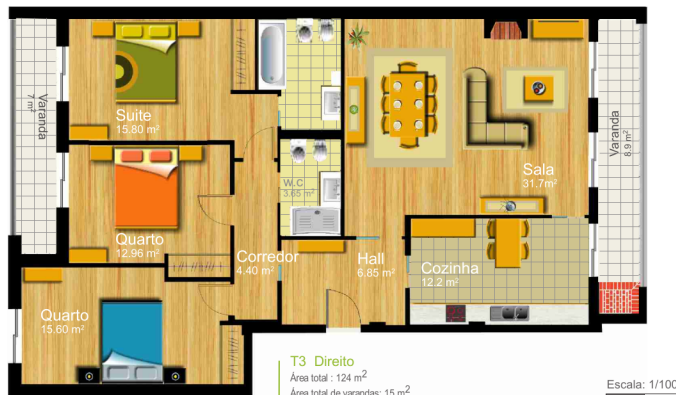 Varanda
7 m²
Suite
15.80 m²
W.C
3.65 m²
Quarto
12.96 m²
Corredor
4.40 m²
Hall
6.85 m²
Sala
31.7m²
Varanda
8.9 m²
Cozinha
12.2 m²
Quarto
15.60 m²
T3 Direito
Área total : 124 m²
Área total de varandas: 15 m²
Escala: 1/100